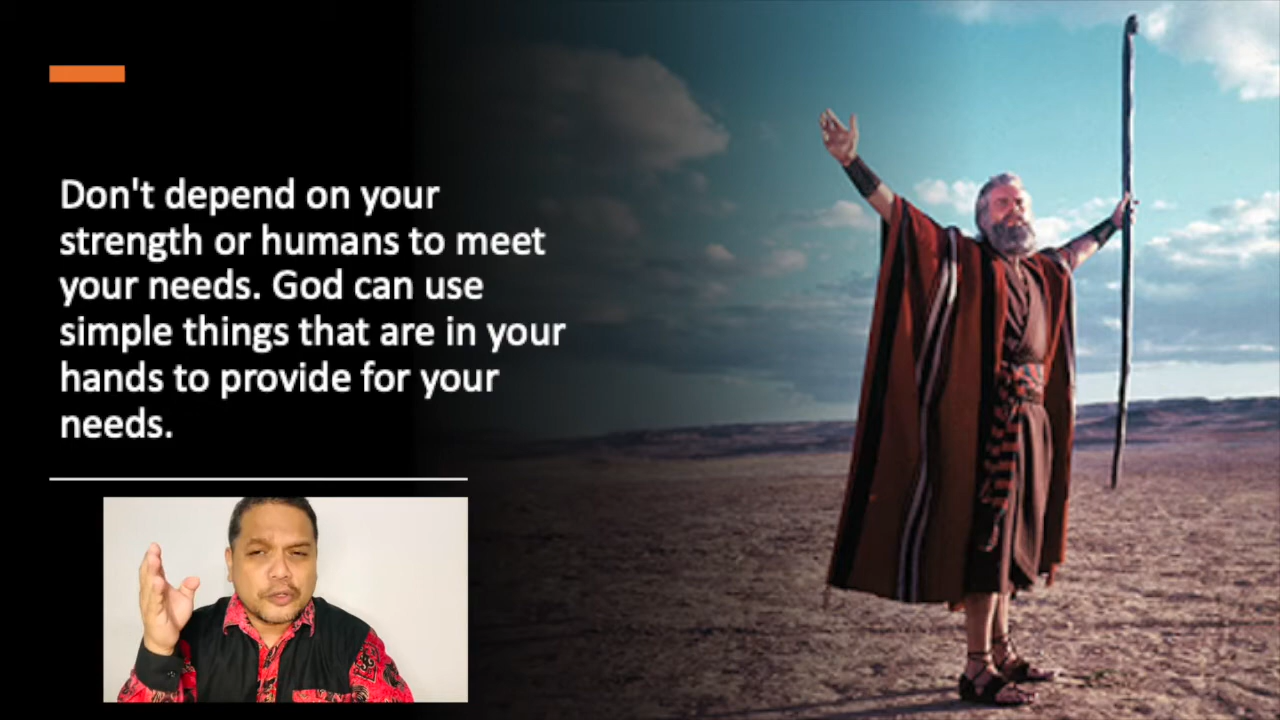 Don't depend on your
strength or humans to meet
your needs. God can use
simple things that are in your
hands to provide for your
needs.